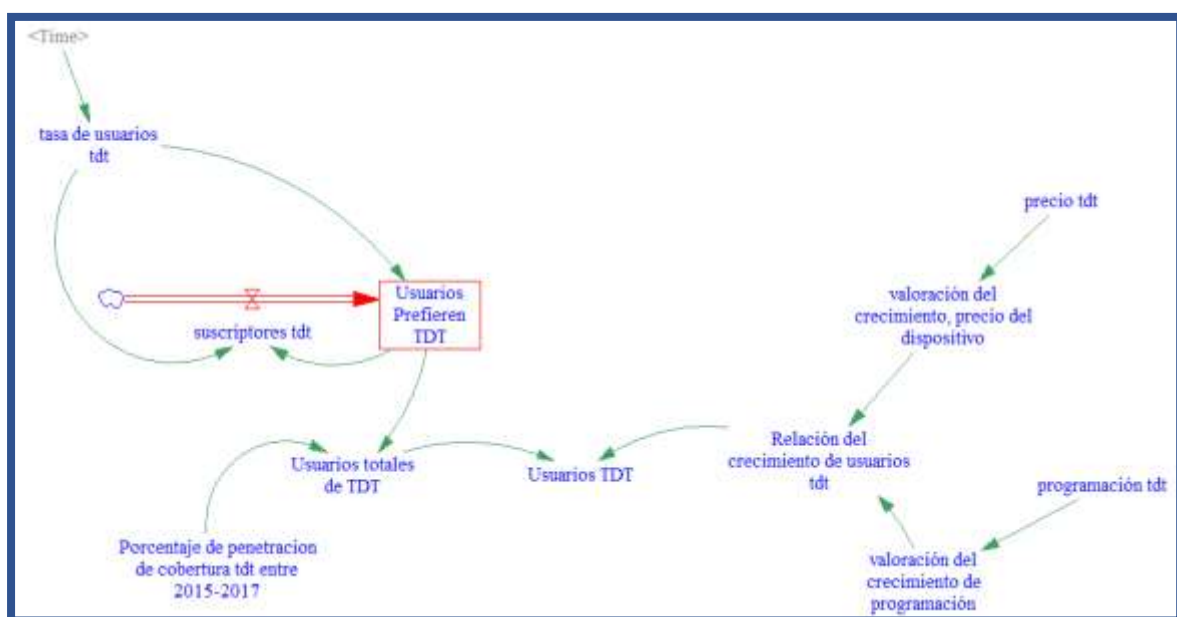 <Time>
tasa de usuarios
tdt
precio tdt
Usuarios
Prefieren
TDT
suscriptores tdt
valoración del
crecimiento, precio del
dispositivo
Relación del
crecimiento de usuarios
tdt
Usuarios totales
de TDT
Usuarios TDT
programación tdt
Porcentaje de penetracion
de cobertura tdt entre
2015-2017
valoración del
crecimiento de
programación